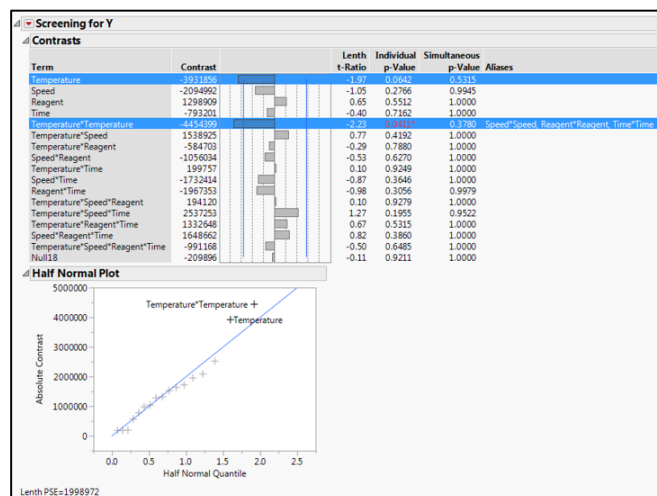 Screening for Y
Contrasts
Lenth Individual Simultaneous
Term Contrast t-Ratio p-Value p-Value Aliases
Temperature -3931856 -1.97 0.0642 0.5315
Speed -2094992 -1.05 0.2766 0.9945
Reagent 1298909 0.65 0.5512 1.0000
Time -793201 -0.40 0.7162 1.0000
Temperature*Temperature -4454399 -2.23 0.3780 Speed*Speed, Reagent*Reagent, Time*Time
Temperature*Speed 1538925 0.77 0.4192 1.0000
Temperature*Reagent -584703 -0.29 0.7880 1.0000
Speed*Reagent -1056034 -0.53 0.6270 1.0000
Temperature*Time 199757 0.10 0.9249 1.0000
Speed*Time -1732414 -0.87 0.3646 1.0000
Reagent*Time -1967353 -0.98 0.3056 0.9979
Temperature*Speed*Reagent 194120 0.10 0.9279 1.0000
Temperature*Speed*Time 2537253 1.27 0.1955 0.9522
Temperature*Reagent*Time 1332648 0.67 0.5315 1.0000
Speed*Reagent*Time 1648662 0.82 0.3860 1.0000
Temperature*Speed*Reagent*Time -991168 -0.50 0.6485 1.0000
Null18 -209896 -0.11 0.9211 1.0000
Half Normal Plot
5000000
Temperature*Temperature
4000000
Temperature
3000000
2000000
1000000
0
Absolute Contrast
0.0 0.5 1.0 1.5 2.0 2.5
Half Normal Quantile
Lenth PSE=1998972